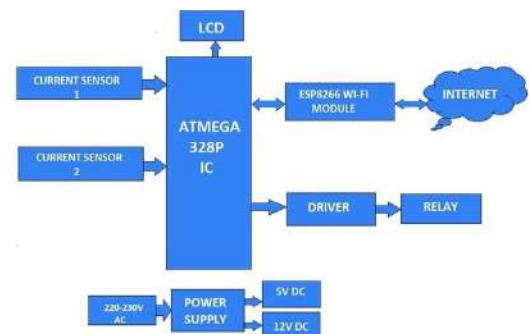 LCD
CURRENT SENSOR
1
ESP8266 WI-FI
MODULE
INTERNET
ATMEGA
328P
IC
CURRENT SENSOR
2
DRIVER
RELAY
5V DC
220-230V
AC
POWER
SUPPLY
12V DC